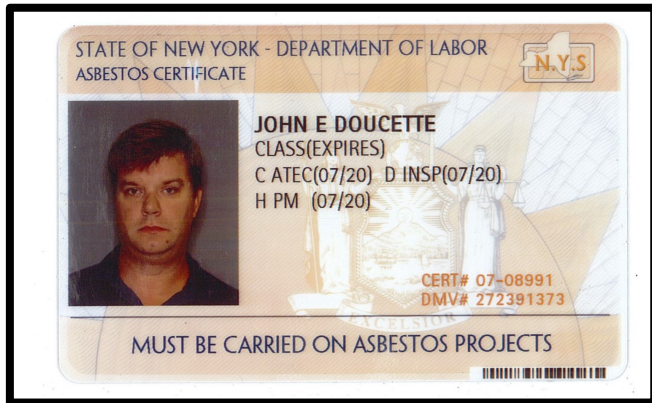 STATE OF NEW YORK - DEPARTMENT OF LABOR
ASBESTOS CERTIFICATE
N.Y.S
JOHN E DOUCETTE
CLASS(EXPIRES)
C ATEC(07/20) D INSP(07/20)
H PM (07/20)
CERT# 07-08991
DMV# 272391373
EXCELSIOR
MUST BE CARRIED ON ASBESTOS PROJECTS